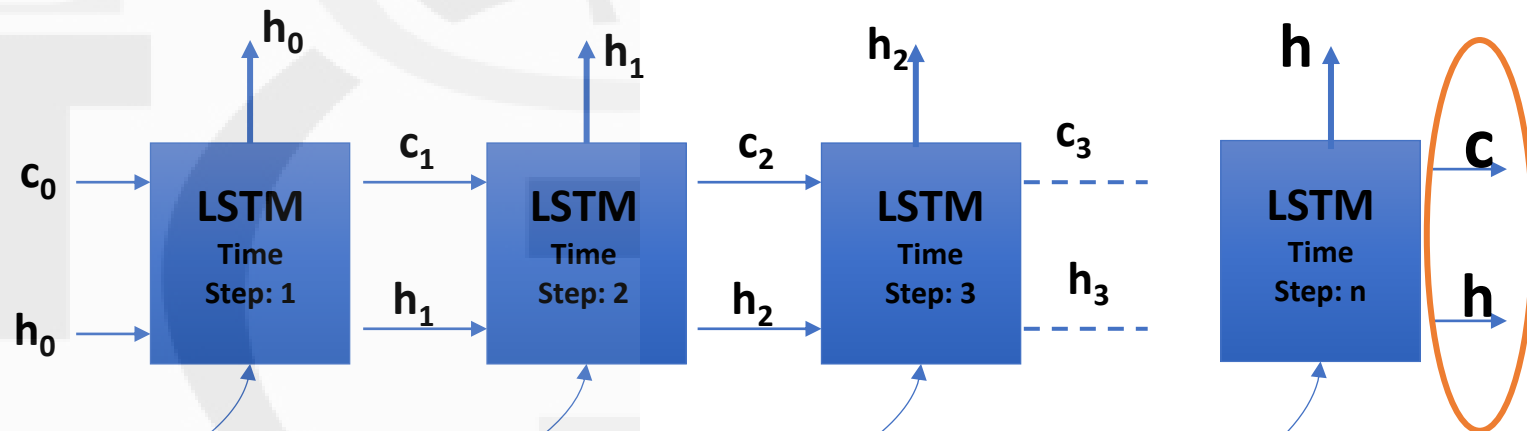 h0
h1
h2
h
c0
c1
c2
c3
c
LSTM
Time
Step: 1
LSTM
Time
Step: 2
LSTM
Time
Step: 3
LSTM
Time
Step: n
h0
h1
h2
h3
h